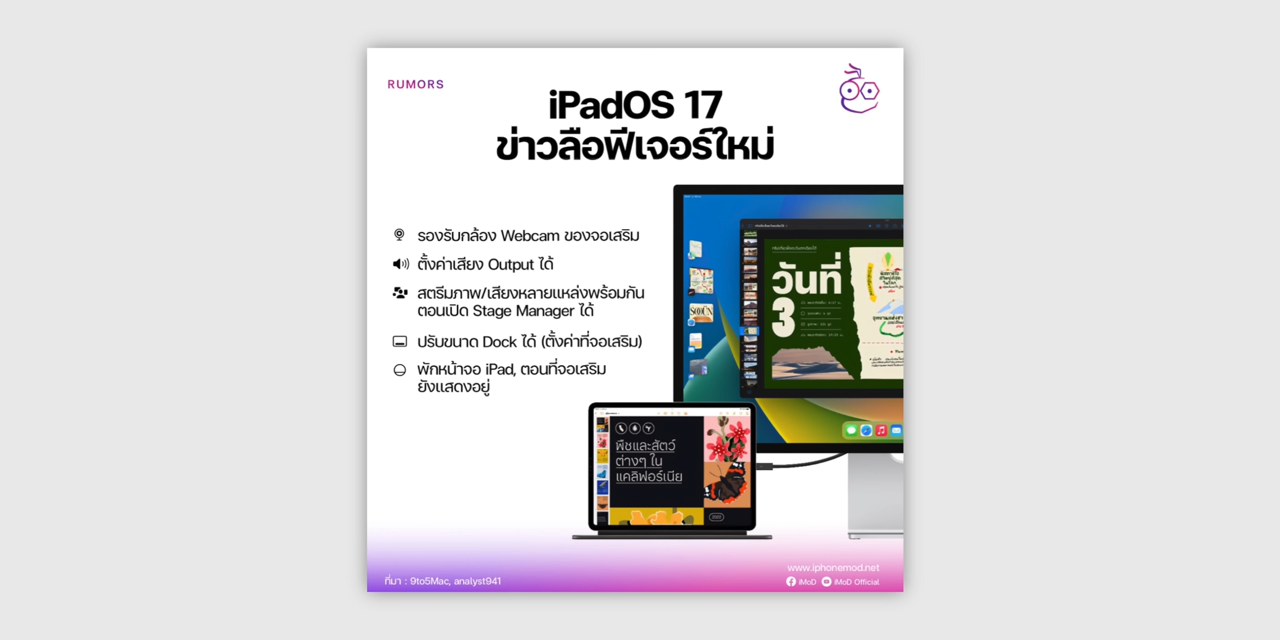 RUMORS
iPadOS 17
ข่าวลือฟีเจอร์ใหม่
รองรับกล้อง Webcam ของจอเสริม
ตั้งค่าเสียง Output ได้
สตรีมภาพ/เสียงหลายแหล่งพร้อมกัน
ตอนเปิด Stage Manager ได้
ปรับขนาด Dock ได้ (ตั้งค่าที่จอเสริม)
พักหน้าจอ iPad, ตอนที่จอเสริม
ยังแสดงอยู่
วันที่
3
พืชและสัตว์
ต่างๆ ใน
แคลิฟอร์เนีย
www.iphonemod.net
ที่มา : 9to5Mac, analyst941
iMoD iMoD Official